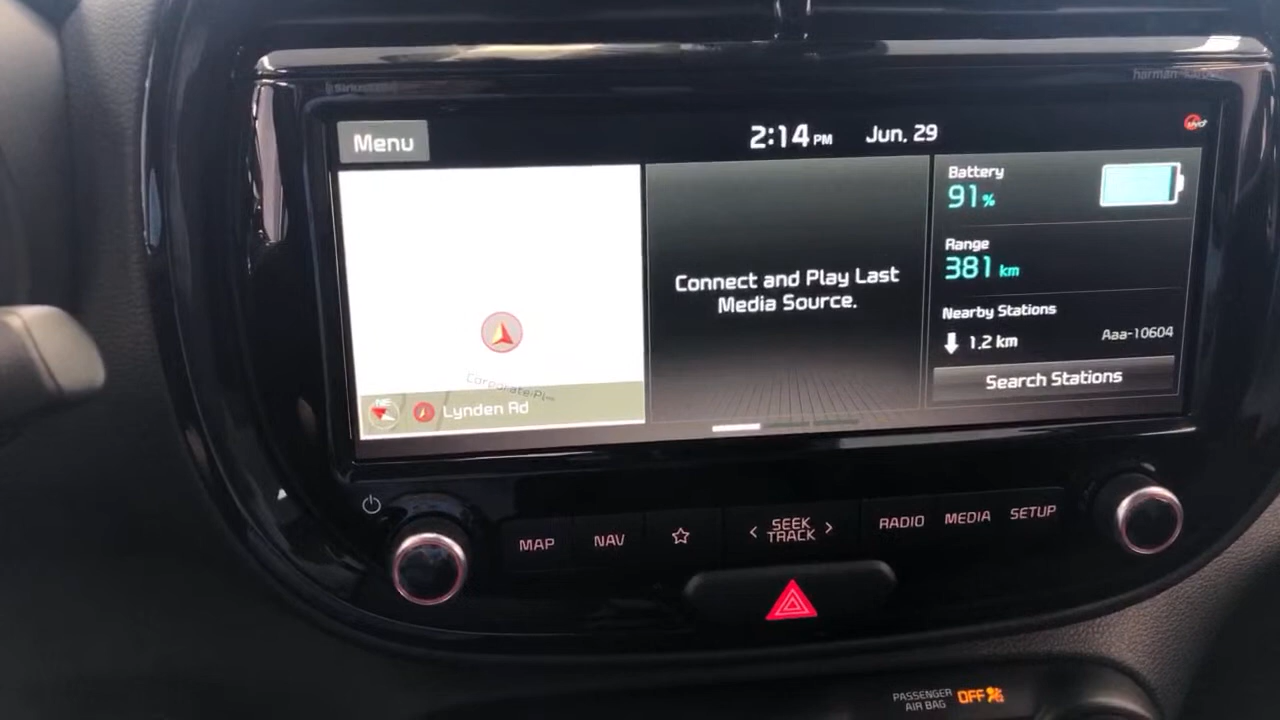 SiriusXM
harman/kardon
Menu
2:14 PM Jun. 29
UVO
Battery
91%
Range
381 km
Nearby Stations
1.2 km Aaa-10604
Search Stations
Connect and Play Last
Media Source.
NE
Lynden Rd
MAP
NAV
SEEK
TRACK
RADIO
MEDIA
SETUP
PASSENGER
AIR BAG
OFF